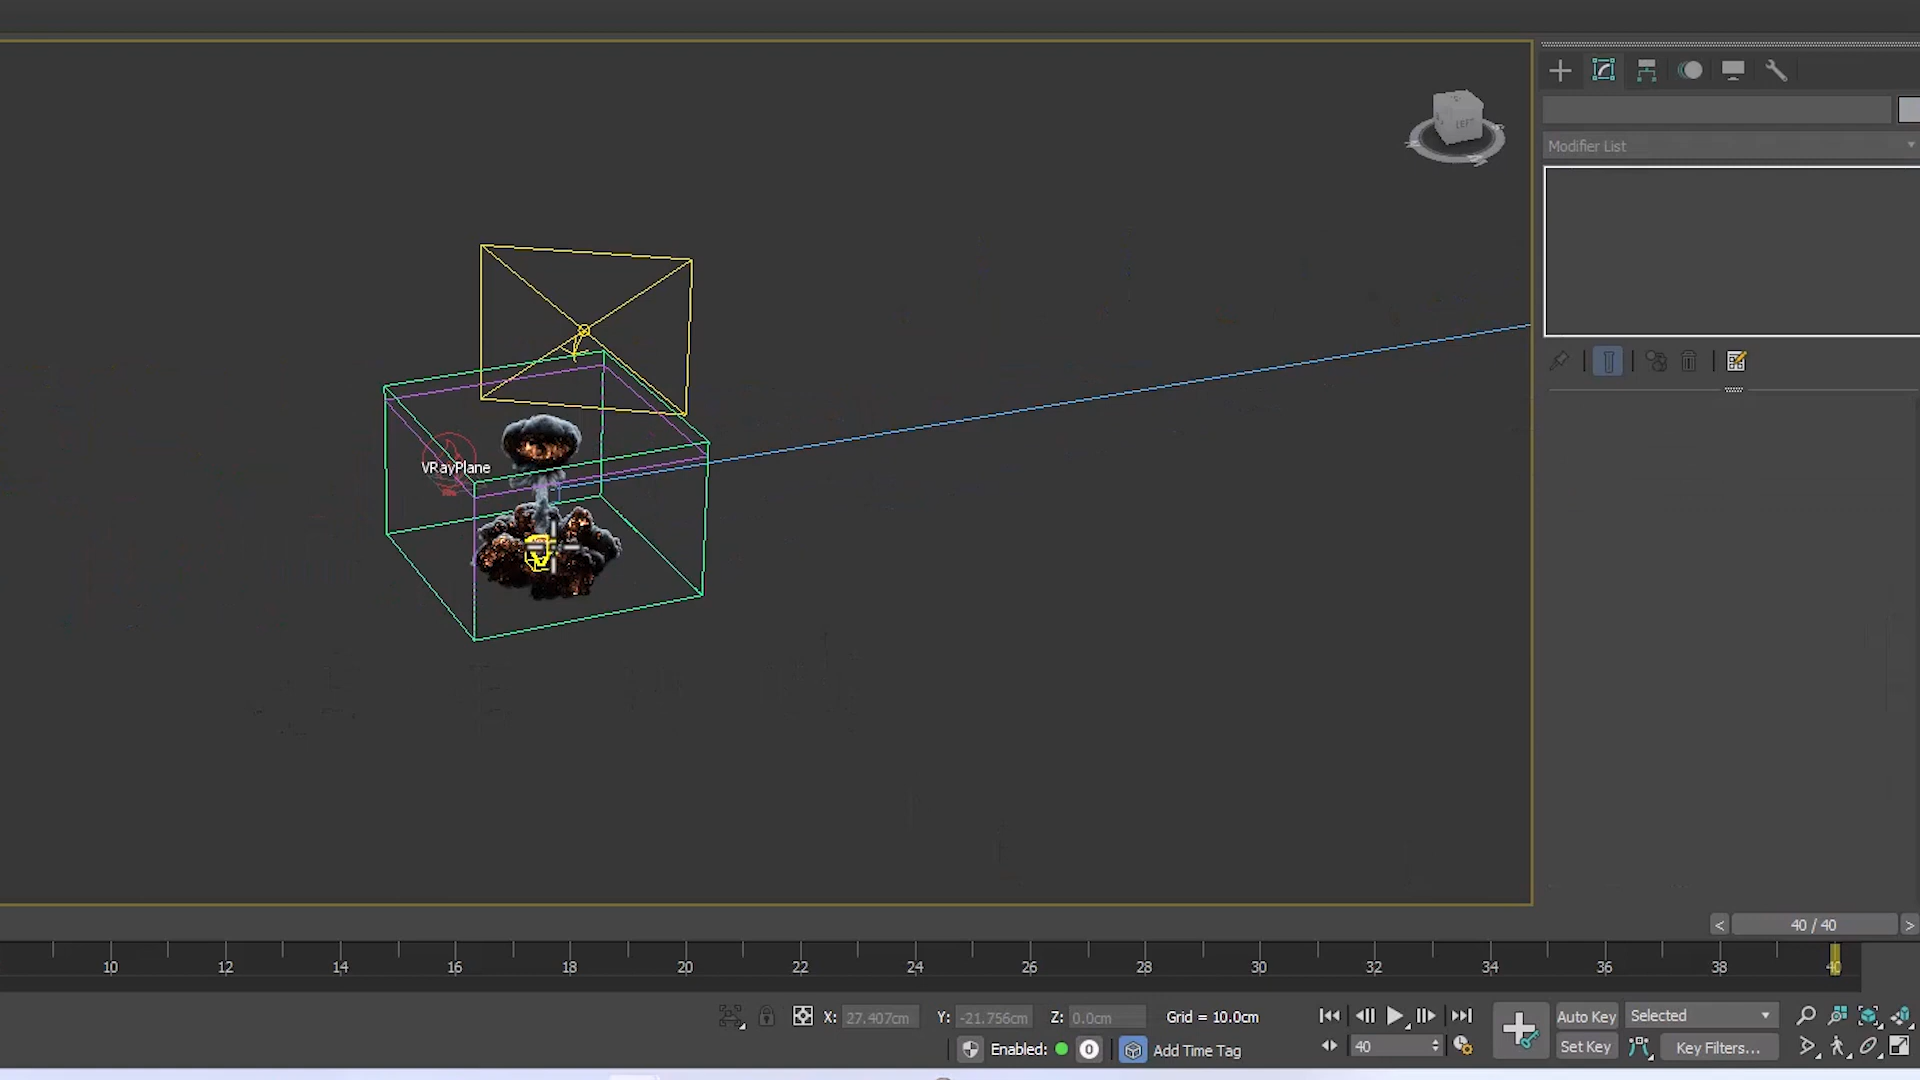 LEFT
Modifier List
VRayPlane
< 40 / 40 >
10 12 14 16 18 20 22 24 26 28 30 32 34 36 38 40
X: 27.407cm Y: -21.756cm Z: 0.0cm Grid = 10.0cm
Auto Key Selected
Enabled: 0 Add Time Tag
40
Set Key Key Filters...